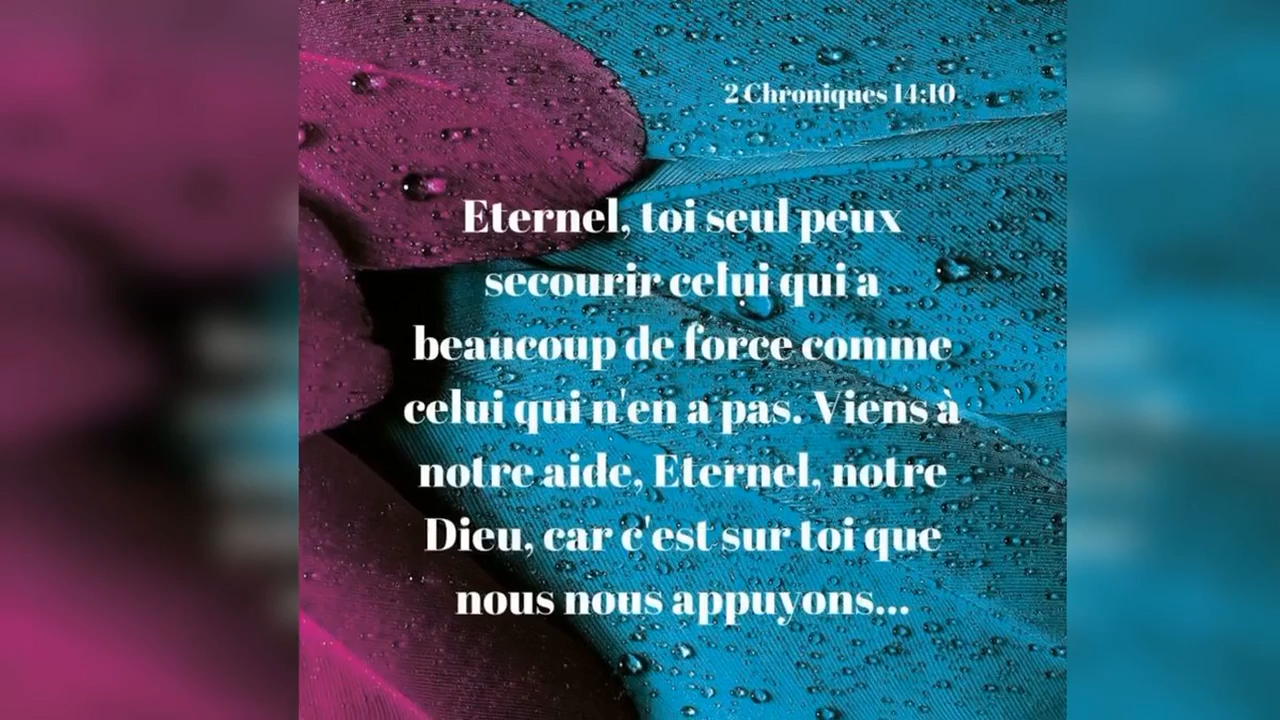 2 Chroniques 14:10
Eternel, toi seul peux
secourir celui qui a
beaucoup de force comme
celui qui n'en a pas. Viens à
notre aide, Eternel, notre
Dieu, car c'est sur toi que
nous nous appuyons...